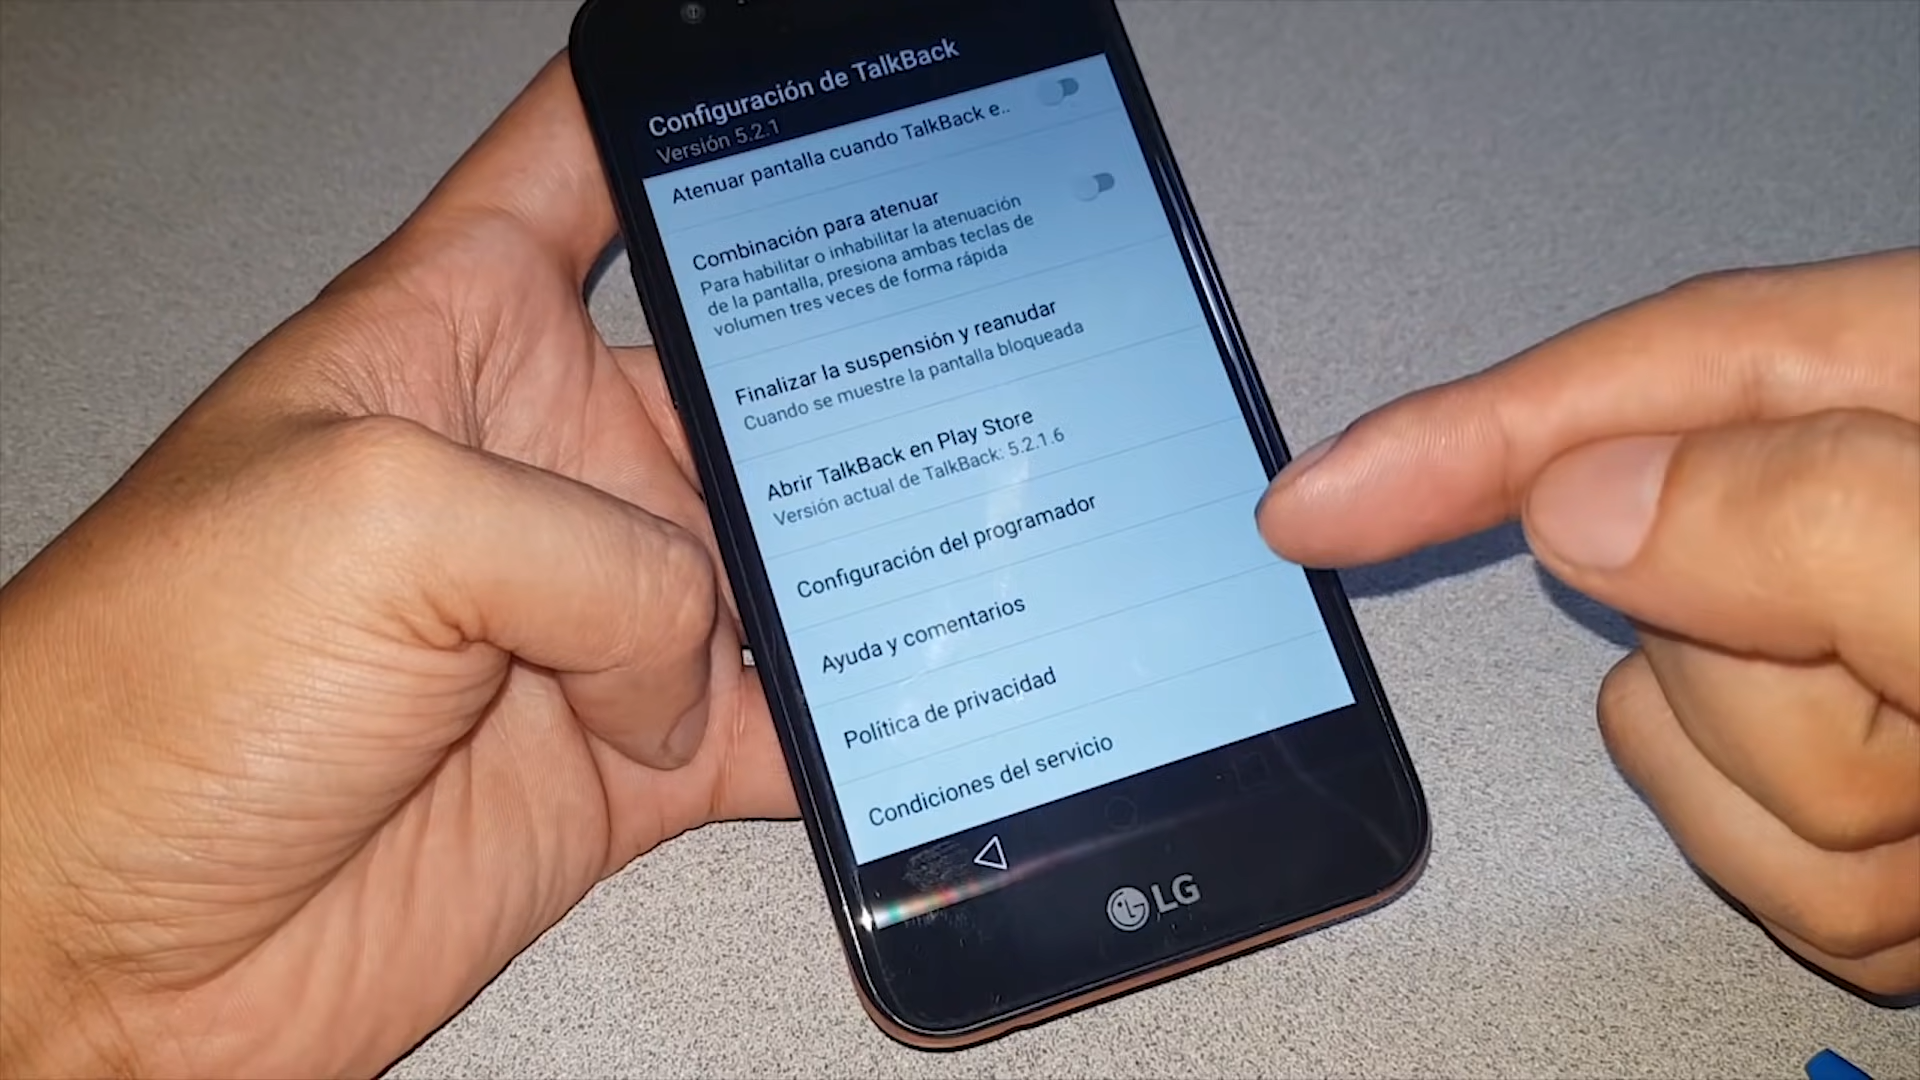 Configuración de TalkBack
Versión 5.2.1
Atenuar pantalla cuando TalkBack e..
Combinación para atenuar
Para habilitar o inhabilitar la atenuación
de la pantalla, presiona ambas teclas de
volumen tres veces de forma rápida
Finalizar la suspensión y reanudar
Cuando se muestre la pantalla bloqueada
Abrir TalkBack en Play Store
Versión actual de TalkBack: 5.2.1.6
Configuración del programador
Ayuda y comentarios
Política de privacidad
Condiciones del servicio
LG